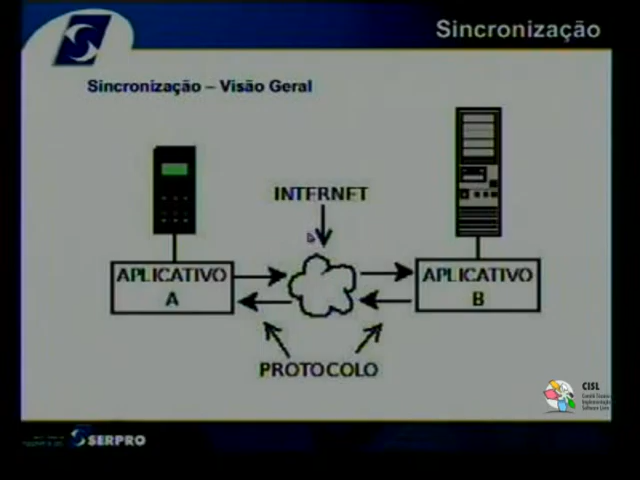 Sincronização
Sincronização – Visão Geral
INTERNET
APLICATIVO
A
APLICATIVO
B
PROTOCOLO
CISL
SERPRO